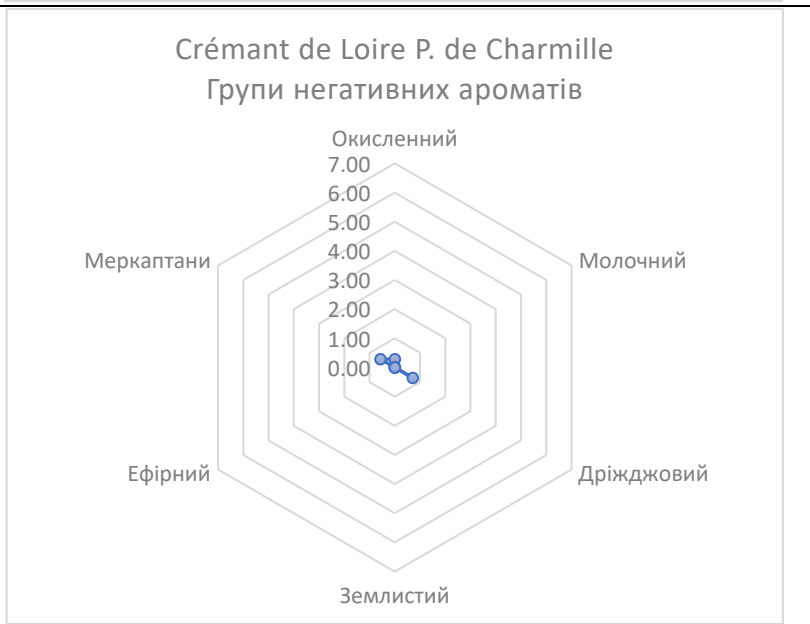 Crémant de Loire P. de Charmille
Групи негативних ароматів
Окисленний
7.00
6.00
5.00
4.00
3.00
2.00
1.00
0.00
Меркаптани
Молочний
Ефірний
Дріжджовий
Землистий